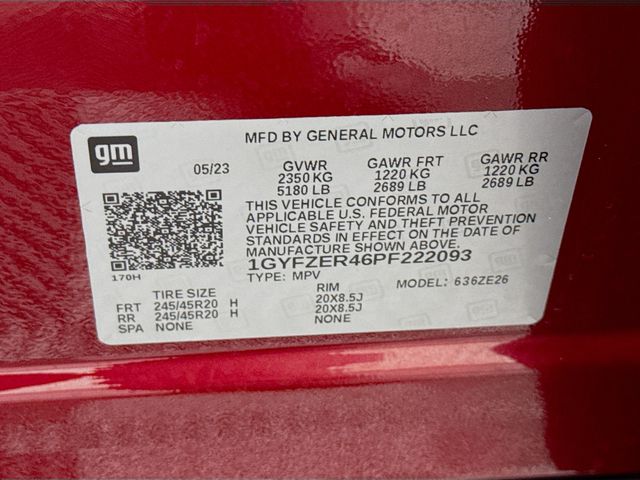 gm
MFD BY GENERAL MOTORS LLC
05/23 GVWR GAWR FRT GAWR RR
2350 KG 1220 KG 1220 KG
5180 LB 2689 LB 2689 LB
THIS VEHICLE CONFORMS TO ALL
APPLICABLE U.S. FEDERAL MOTOR
VEHICLE SAFETY AND THEFT PREVENTION
STANDARDS IN EFFECT ON THE DATE OF
MANUFACTURE SHOWN ABOVE.
1GYFZER46PF222093
170H
TYPE: MPV MODEL: 636ZE26
TIRE SIZE RIM
FRT 245/45R20 H 20X8.5J
RR 245/45R20 H 20X8.5J
SPA NONE NONE